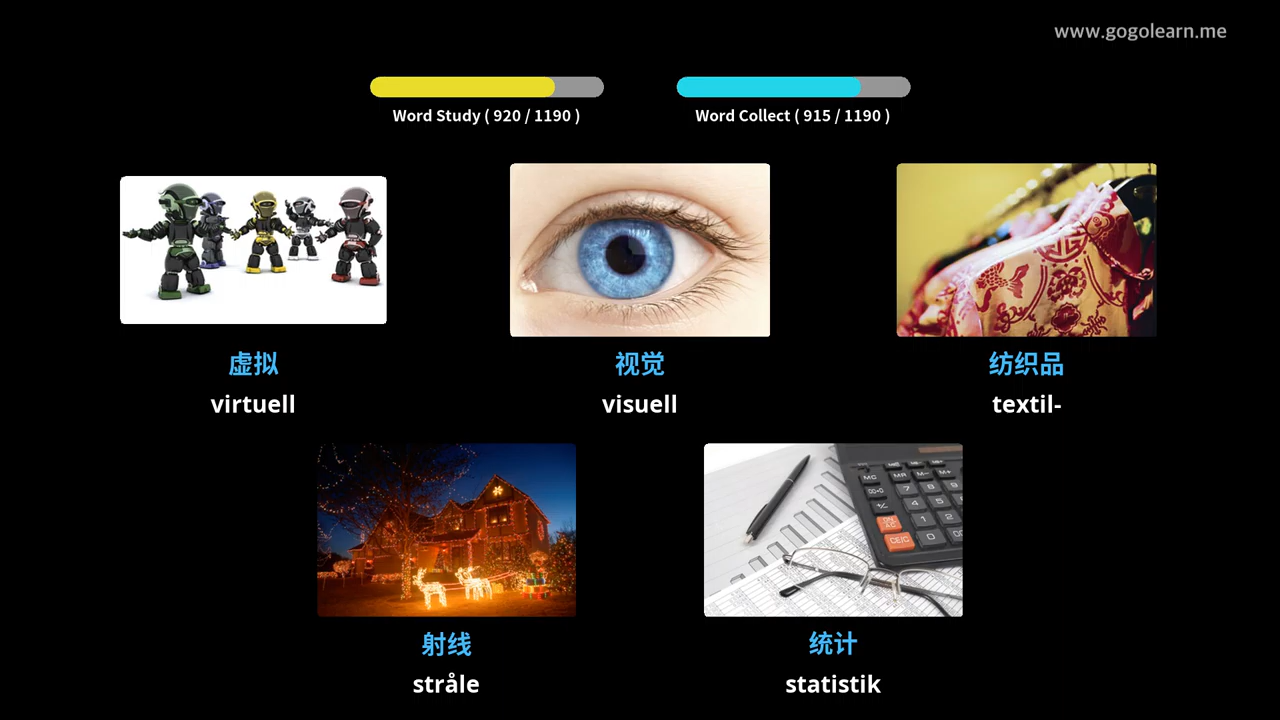 www.gogolearn.me
Word Study ( 920 / 1190 )
Word Collect ( 915 / 1190 )
虚拟
virtuell
视觉
visuell
纺织品
textil-
射线
stråle
统计
statistik